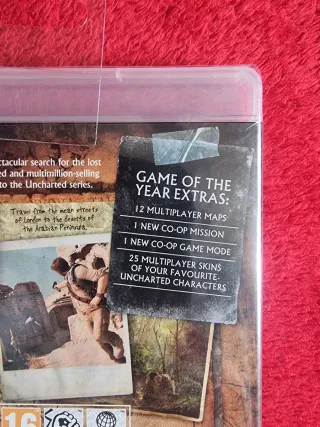 ctacular search for the lost
ed and multimillion-selling
to the Uncharted series.
Travel from the mean streets
of London to the deserts of
the Arabian Peninsula.
GAME OF THE
YEAR EXTRAS:
12 MULTIPLAYER MAPS
1 NEW CO-OP MISSION
1 NEW CO-OP GAME MODE
25 MULTIPLAYER SKINS
OF YOUR FAVOURITE
UNCHARTED CHARACTERS
16